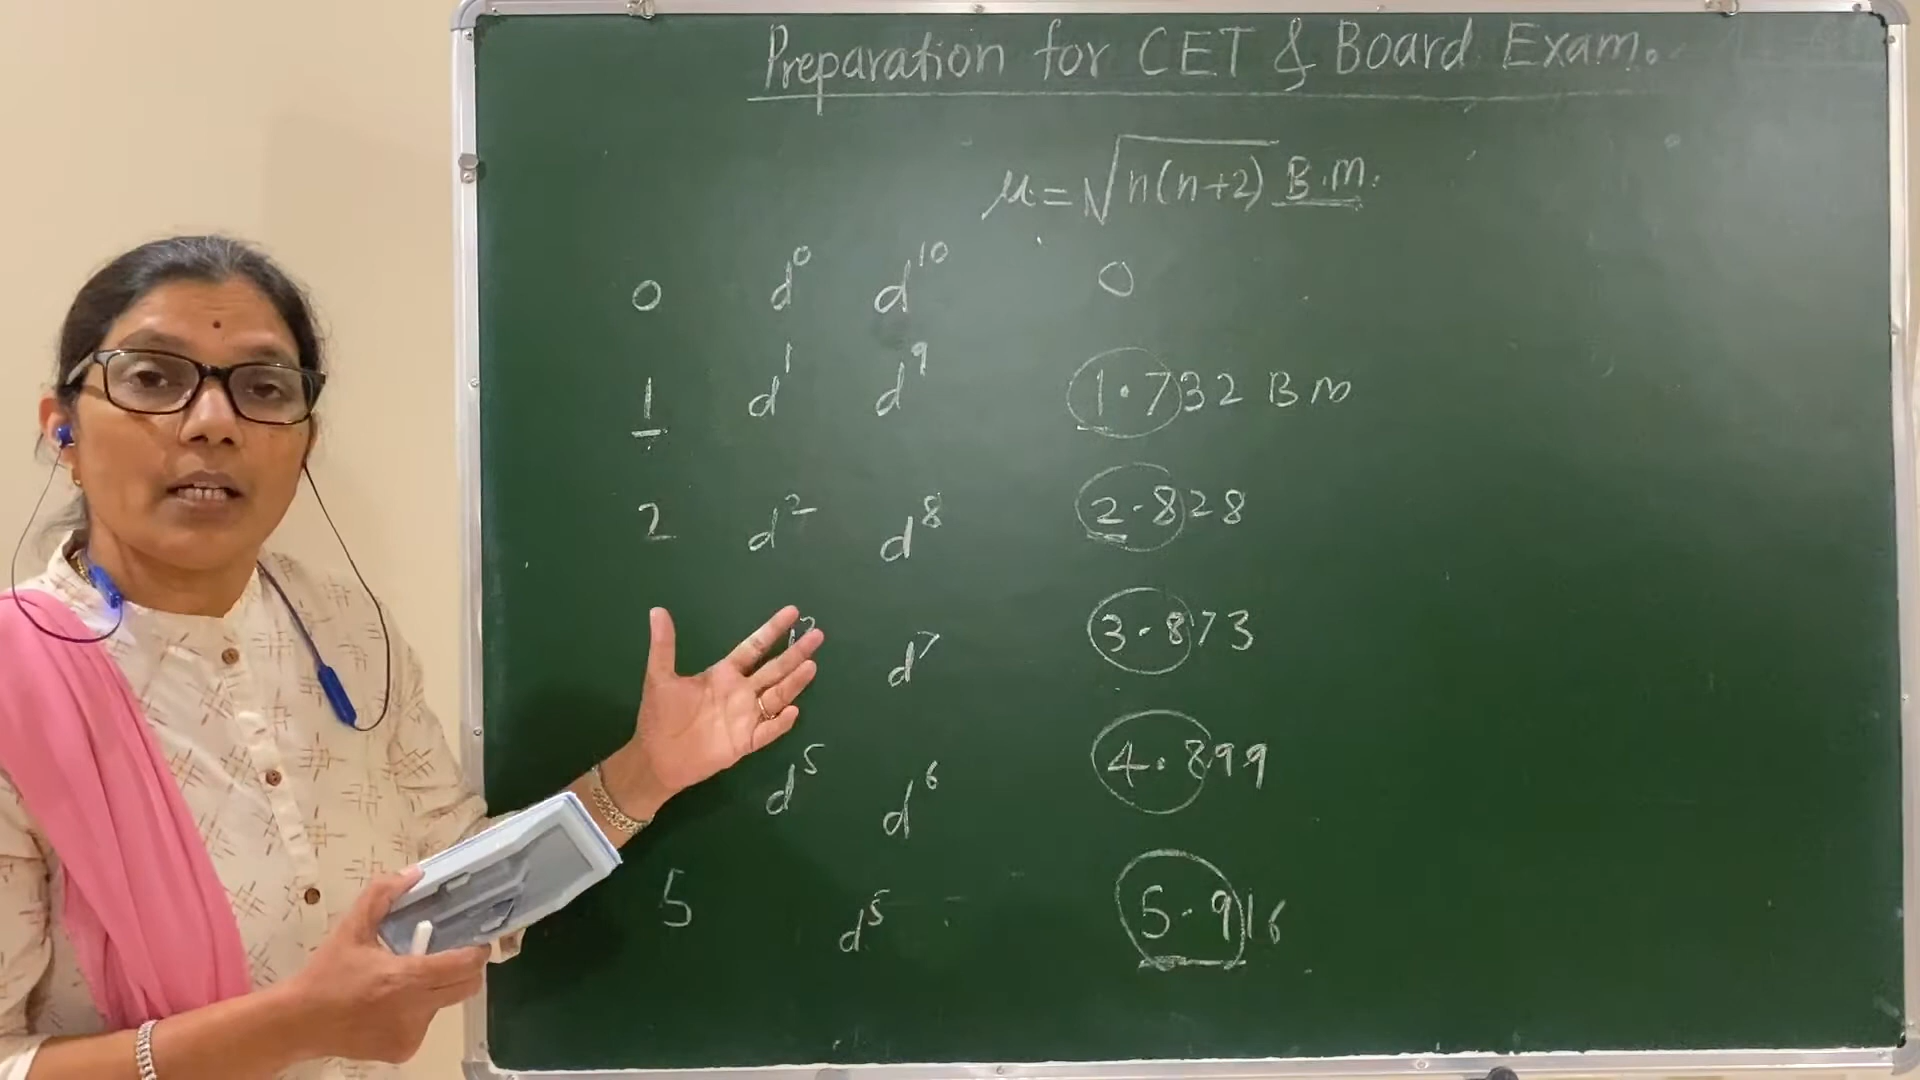 Preparation for CET & Board Exam.
μ = √n(n+2) B.M.
0 d⁰ d¹⁰ 0
1 d¹ d⁹ 1.732 BM
2 d² d⁸ 2.828
d⁷ 3.873
d⁵ d⁶ 4.899
5 d⁵ 5.916